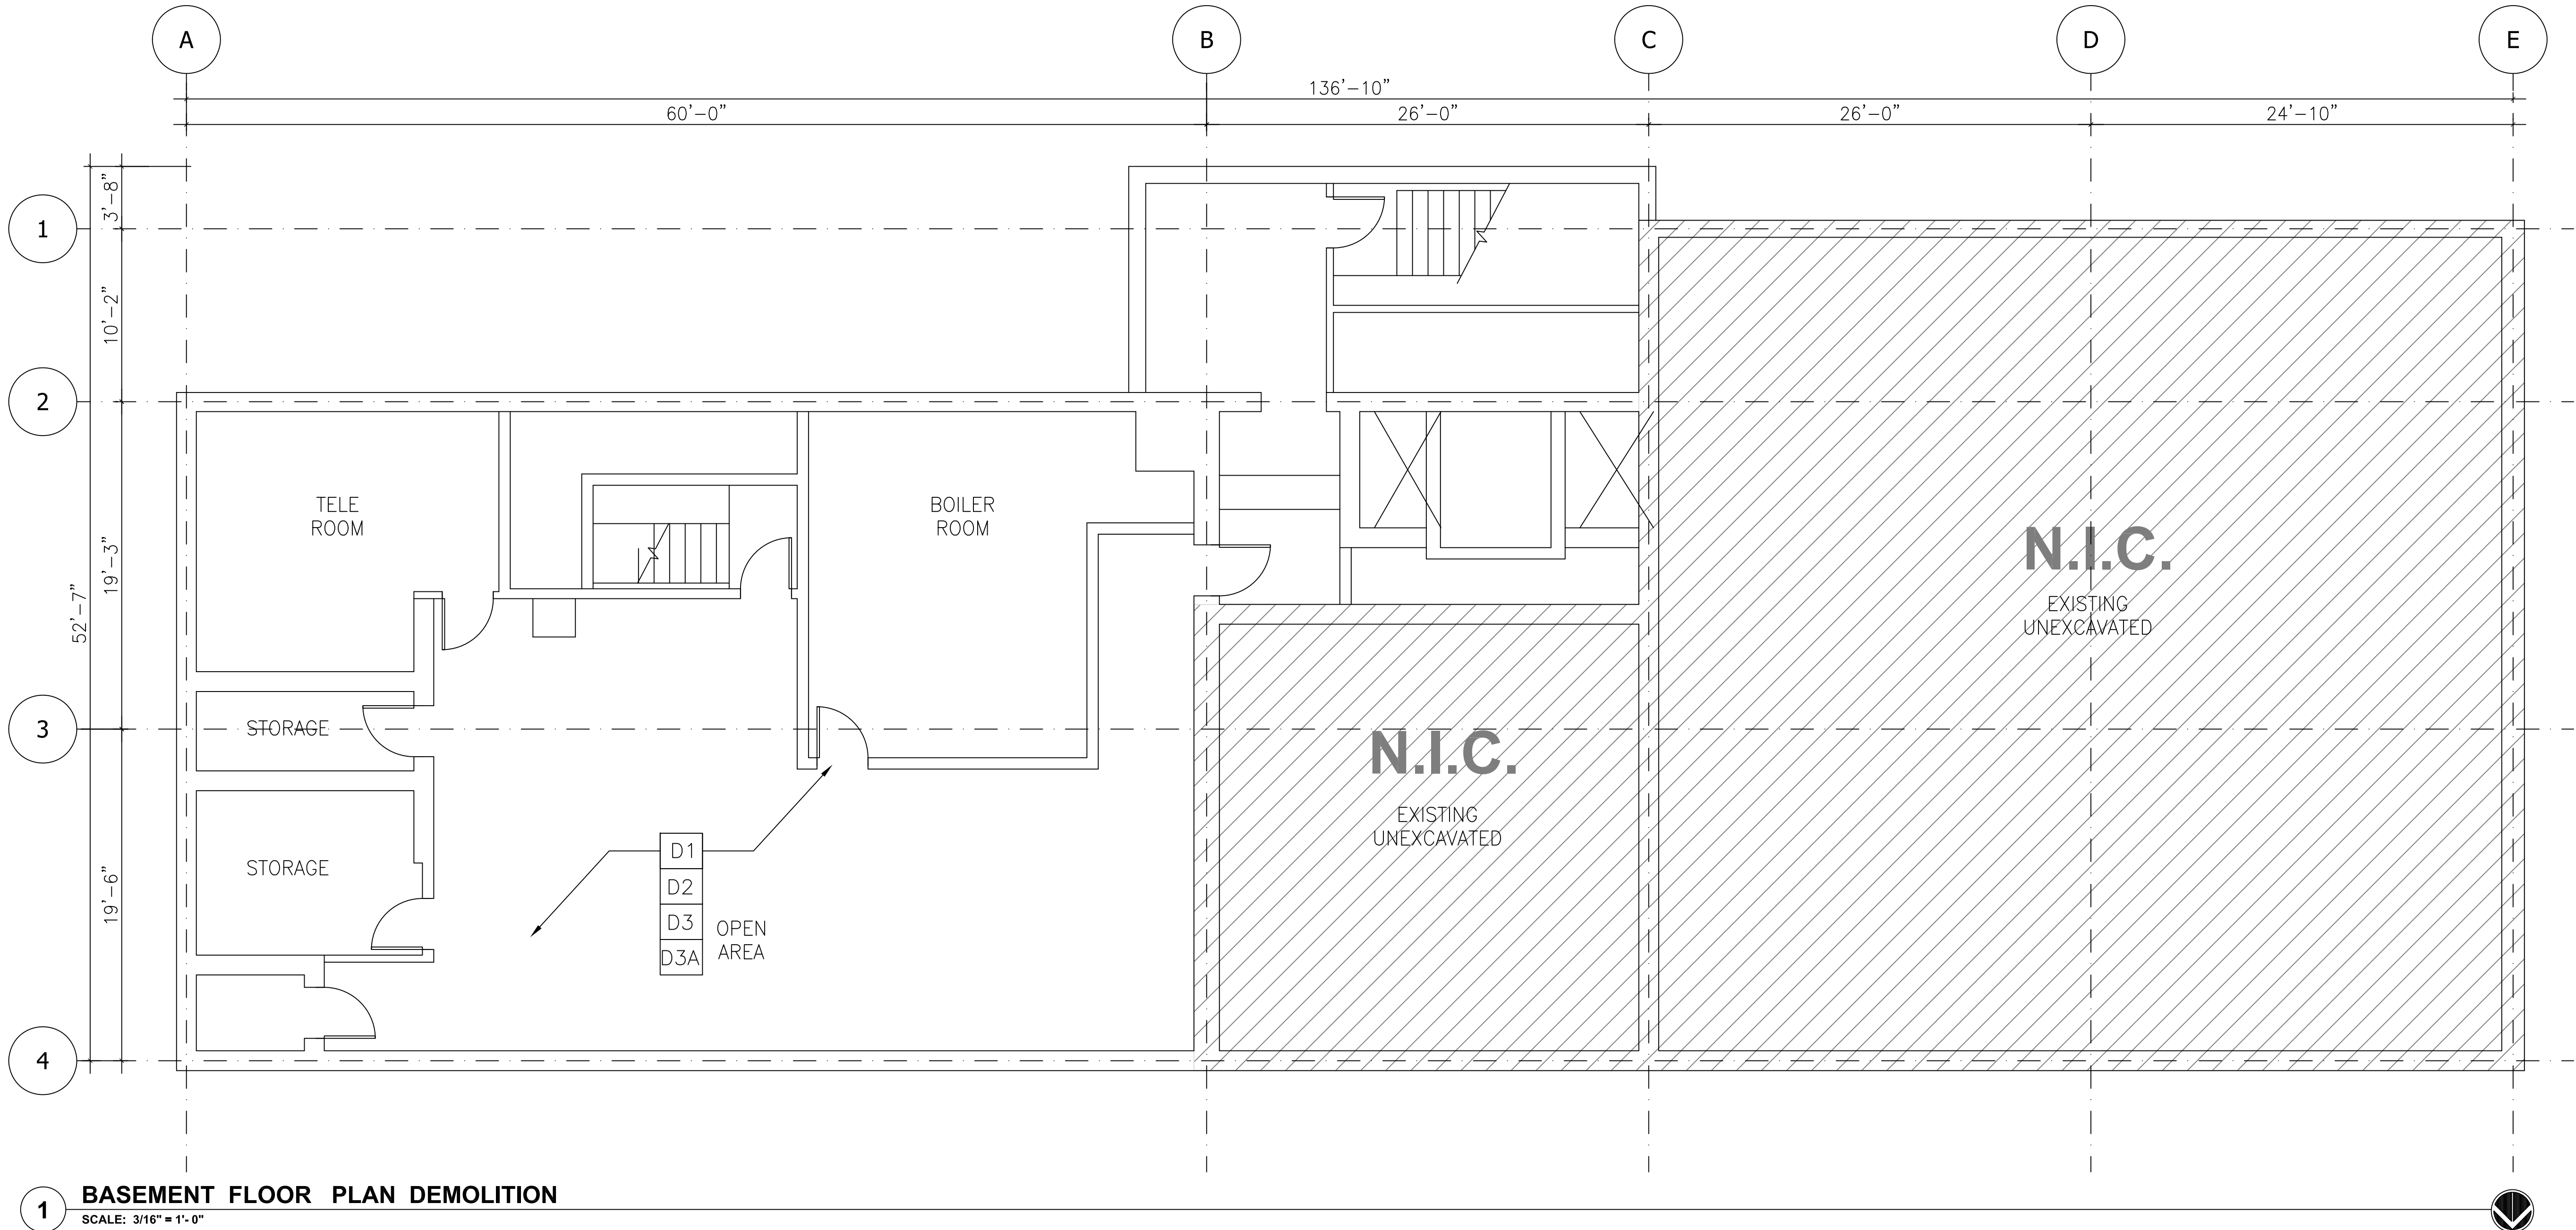 A
B
C
D
E
136'-10"
60'-0"
26'-0"
26'-0"
24'-10"
3'-8"
1
10'-2"
2
19'-3"
52'-7"
TELE
ROOM
BOILER
ROOM
N.I.C.
EXISTING
UNEXCAVATED
3
STORAGE
N.I.C.
EXISTING
UNEXCAVATED
STORAGE
19'-6"
D1
D2
D3
D3A
OPEN
AREA
4
1
BASEMENT FLOOR PLAN DEMOLITION
SCALE: 3/16" = 1'- 0"